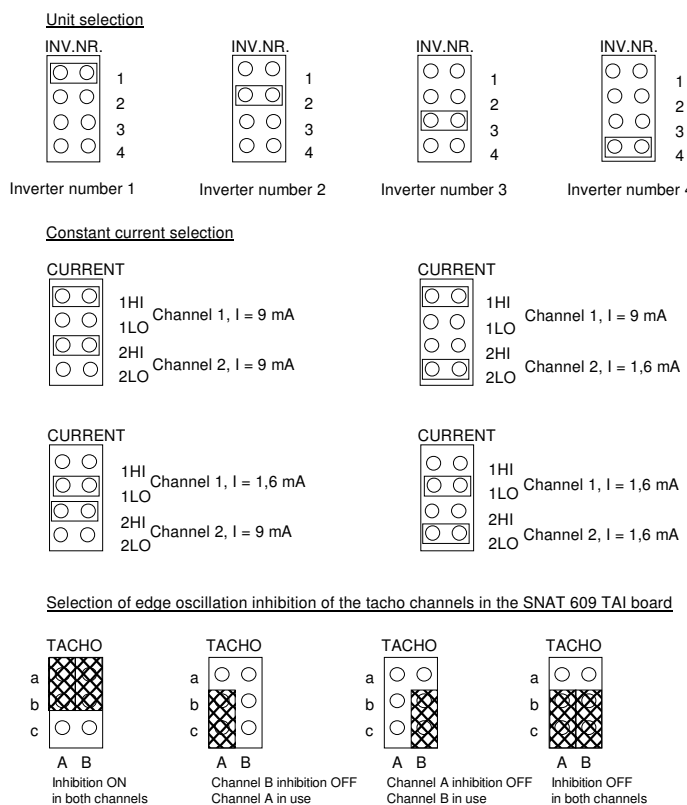 Unit selection
INV.NR. INV.NR. INV.NR. INV.NR.
1 1 1 1
2 2 2 2
3 3 3 3
4 4 4 4
Inverter number 1 Inverter number 2 Inverter number 3 Inverter number 4
Constant current selection
CURRENT
1HI
1LO Channel 1, I = 9 mA
2HI
2LO Channel 2, I = 9 mA
CURRENT
1HI
1LO Channel 1, I = 9 mA
2HI
2LO Channel 2, I = 1,6 mA
CURRENT
1HI
1LO Channel 1, I = 1,6 mA
2HI
2LO Channel 2, I = 9 mA
CURRENT
1HI
1LO Channel 1, I = 1,6 mA
2HI
2LO Channel 2, I = 1,6 mA
Selection of edge oscillation inhibition of the tacho channels in the SNAT 609 TAI board
TACHO
a
b
c
A B
Inhibition ON
in both channels
TACHO
a
b
c
A B
Channel B inhibition OFF
Channel A in use
TACHO
a
b
c
A B
Channel A inhibition OFF
Channel B in use
TACHO
a
b
c
A B
Inhibition OFF
in both channels